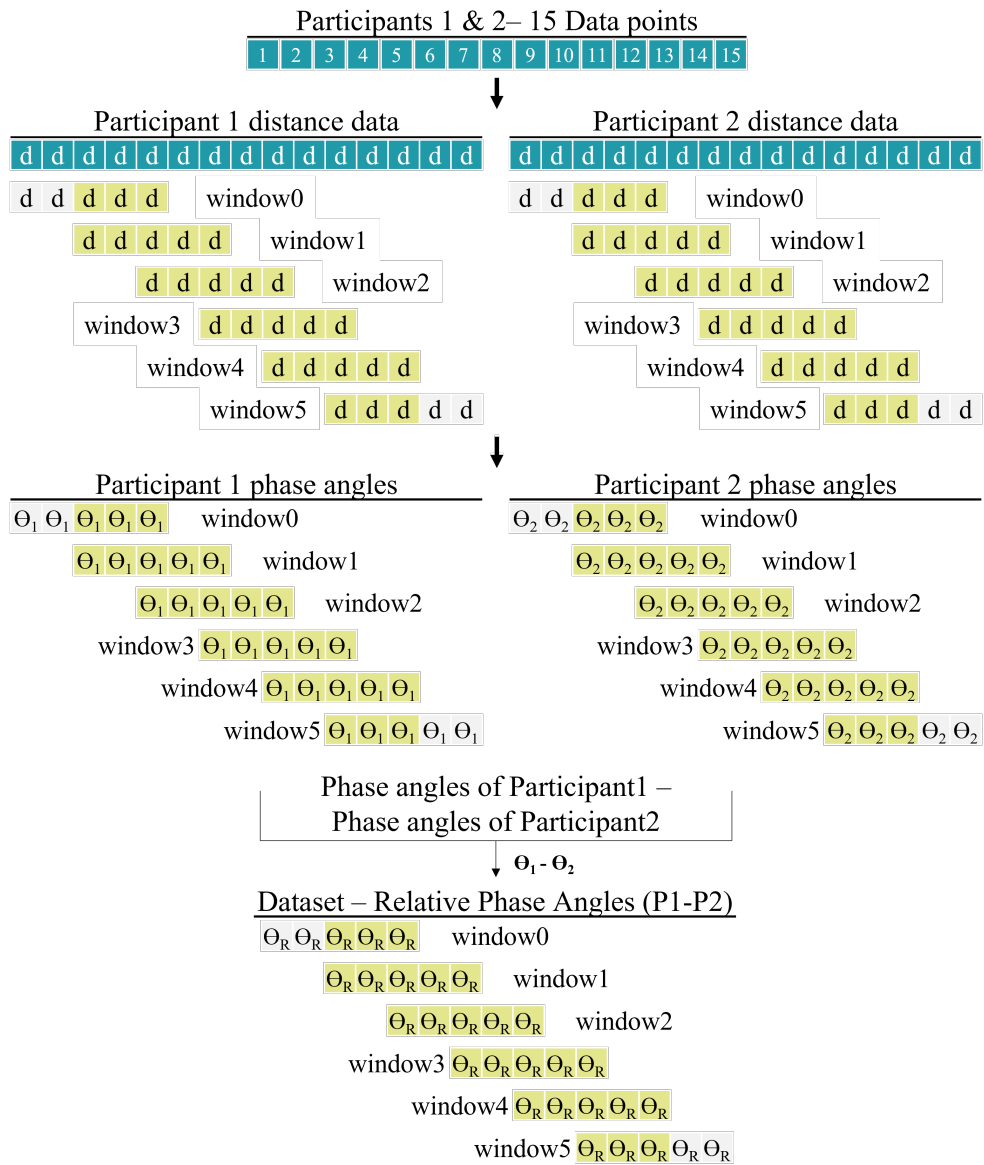 Participants 1 & 2– 15 Data points
1 2 3 4 5 6 7 8 9 10 11 12 13 14 15
Participant 1 distance data
d d d d d d d d d d d d d d d
d d d d d window0
d d d d d window1
d d d d d window2
window3 d d d d d
window4 d d d d d
window5 d d d d d
Participant 2 distance data
d d d d d d d d d d d d d d d
d d d d d window0
d d d d d window1
d d d d d window2
window3 d d d d d
window4 d d d d d
window5 d d d d d
Participant 1 phase angles
ϴ1 ϴ1 ϴ1 ϴ1 ϴ1 window0
ϴ1 ϴ1 ϴ1 ϴ1 ϴ1 window1
ϴ1 ϴ1 ϴ1 ϴ1 ϴ1 window2
window3 ϴ1 ϴ1 ϴ1 ϴ1 ϴ1
window4 ϴ1 ϴ1 ϴ1 ϴ1 ϴ1
window5 ϴ1 ϴ1 ϴ1 ϴ1 ϴ1
Participant 2 phase angles
ϴ2 ϴ2 ϴ2 ϴ2 ϴ2 window0
ϴ2 ϴ2 ϴ2 ϴ2 ϴ2 window1
ϴ2 ϴ2 ϴ2 ϴ2 ϴ2 window2
window3 ϴ2 ϴ2 ϴ2 ϴ2 ϴ2
window4 ϴ2 ϴ2 ϴ2 ϴ2 ϴ2
window5 ϴ2 ϴ2 ϴ2 ϴ2 ϴ2
Phase angles of Participant1 –
Phase angles of Participant2
ϴ1 - ϴ2
Dataset – Relative Phase Angles (P1-P2)
ϴR ϴR ϴR ϴR ϴR window0
ϴR ϴR ϴR ϴR ϴR window1
ϴR ϴR ϴR ϴR ϴR window2
window3 ϴR ϴR ϴR ϴR ϴR
window4 ϴR ϴR ϴR ϴR ϴR
window5 ϴR ϴR ϴR ϴR ϴR